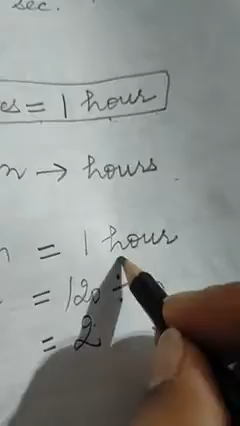 sec.
es = 1 hour
n → hours
= 1 hour
= 120 ÷
= 2